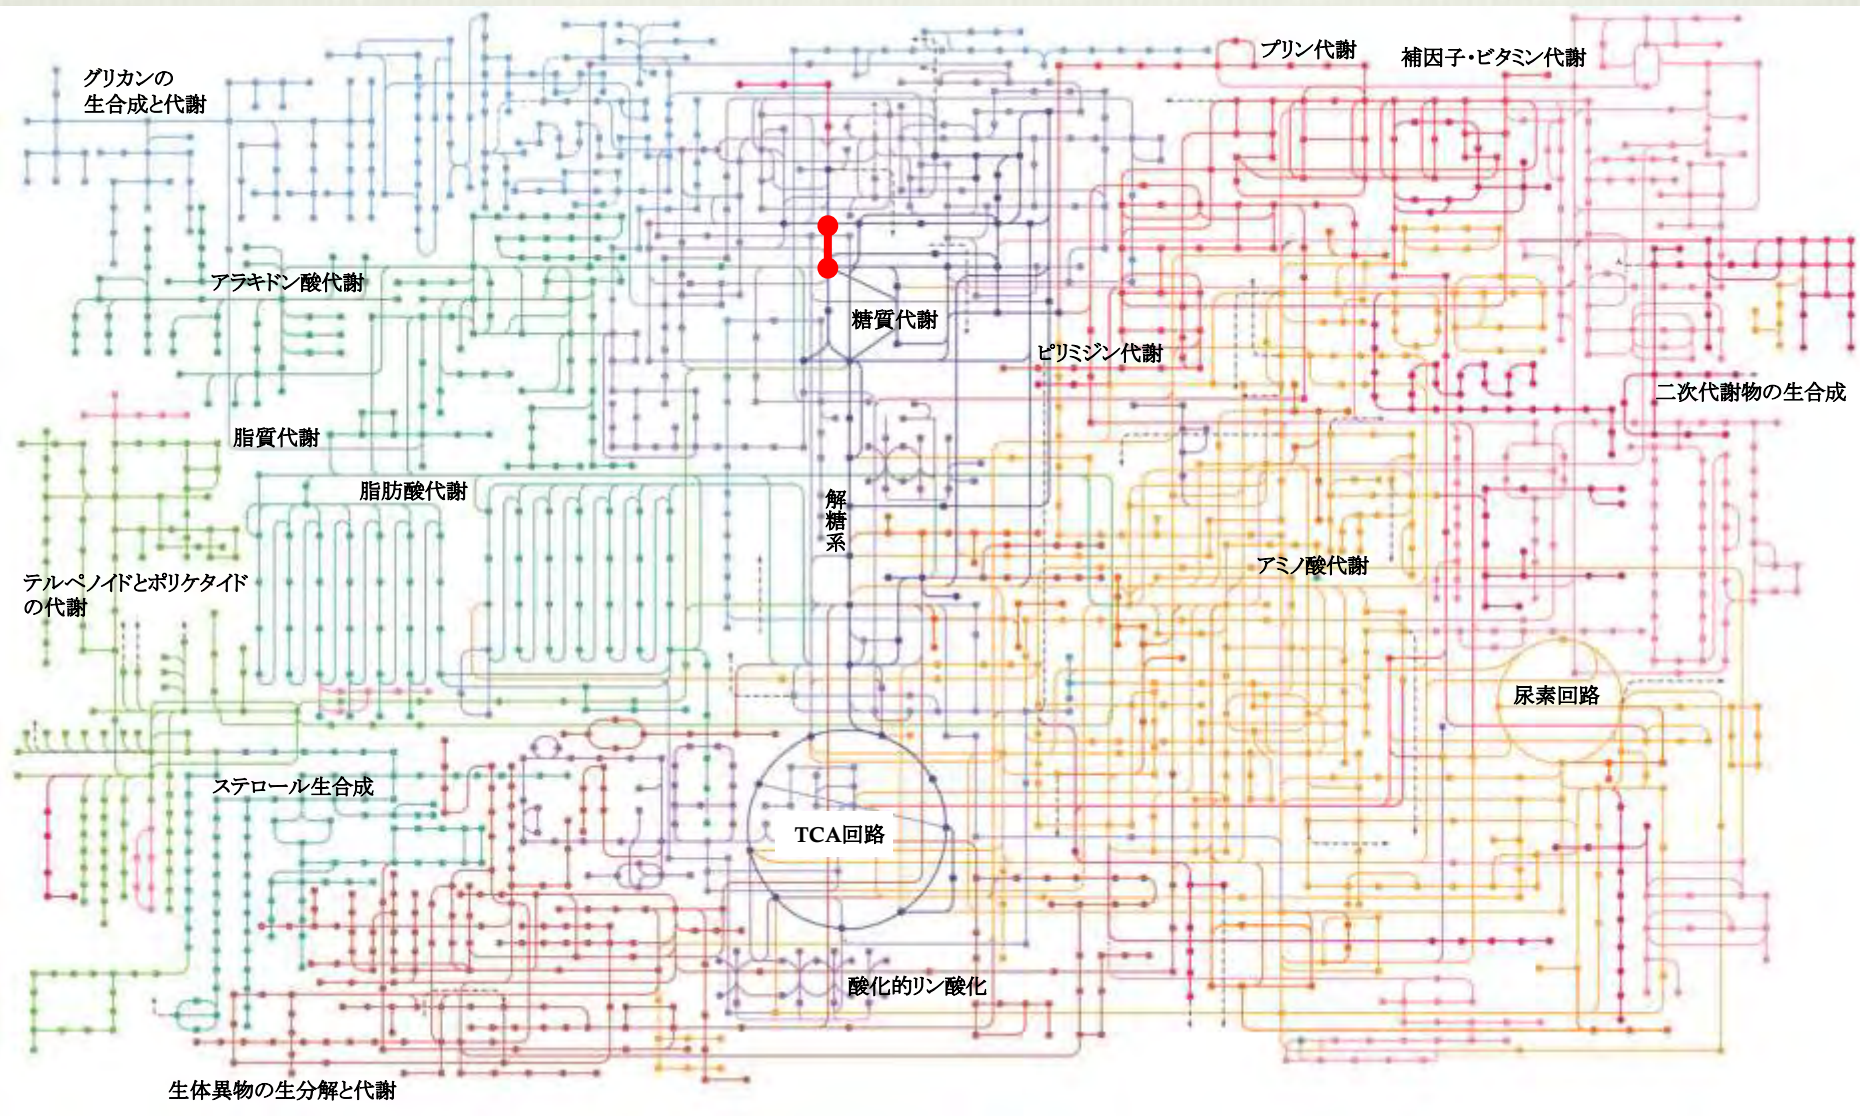 プリン代謝
補因子・ビタミン代謝
グリカンの
生合成と代謝
アラキドン酸代謝
糖質代謝
ピリミジン代謝
二次代謝物の生合成
脂質代謝
脂肪酸代謝
解糖系
アミノ酸代謝
テルペノイドとポリケタイド
の代謝
尿素回路
ステロール生合成
TCA回路
酸化的リン酸化
生体異物の生分解と代謝